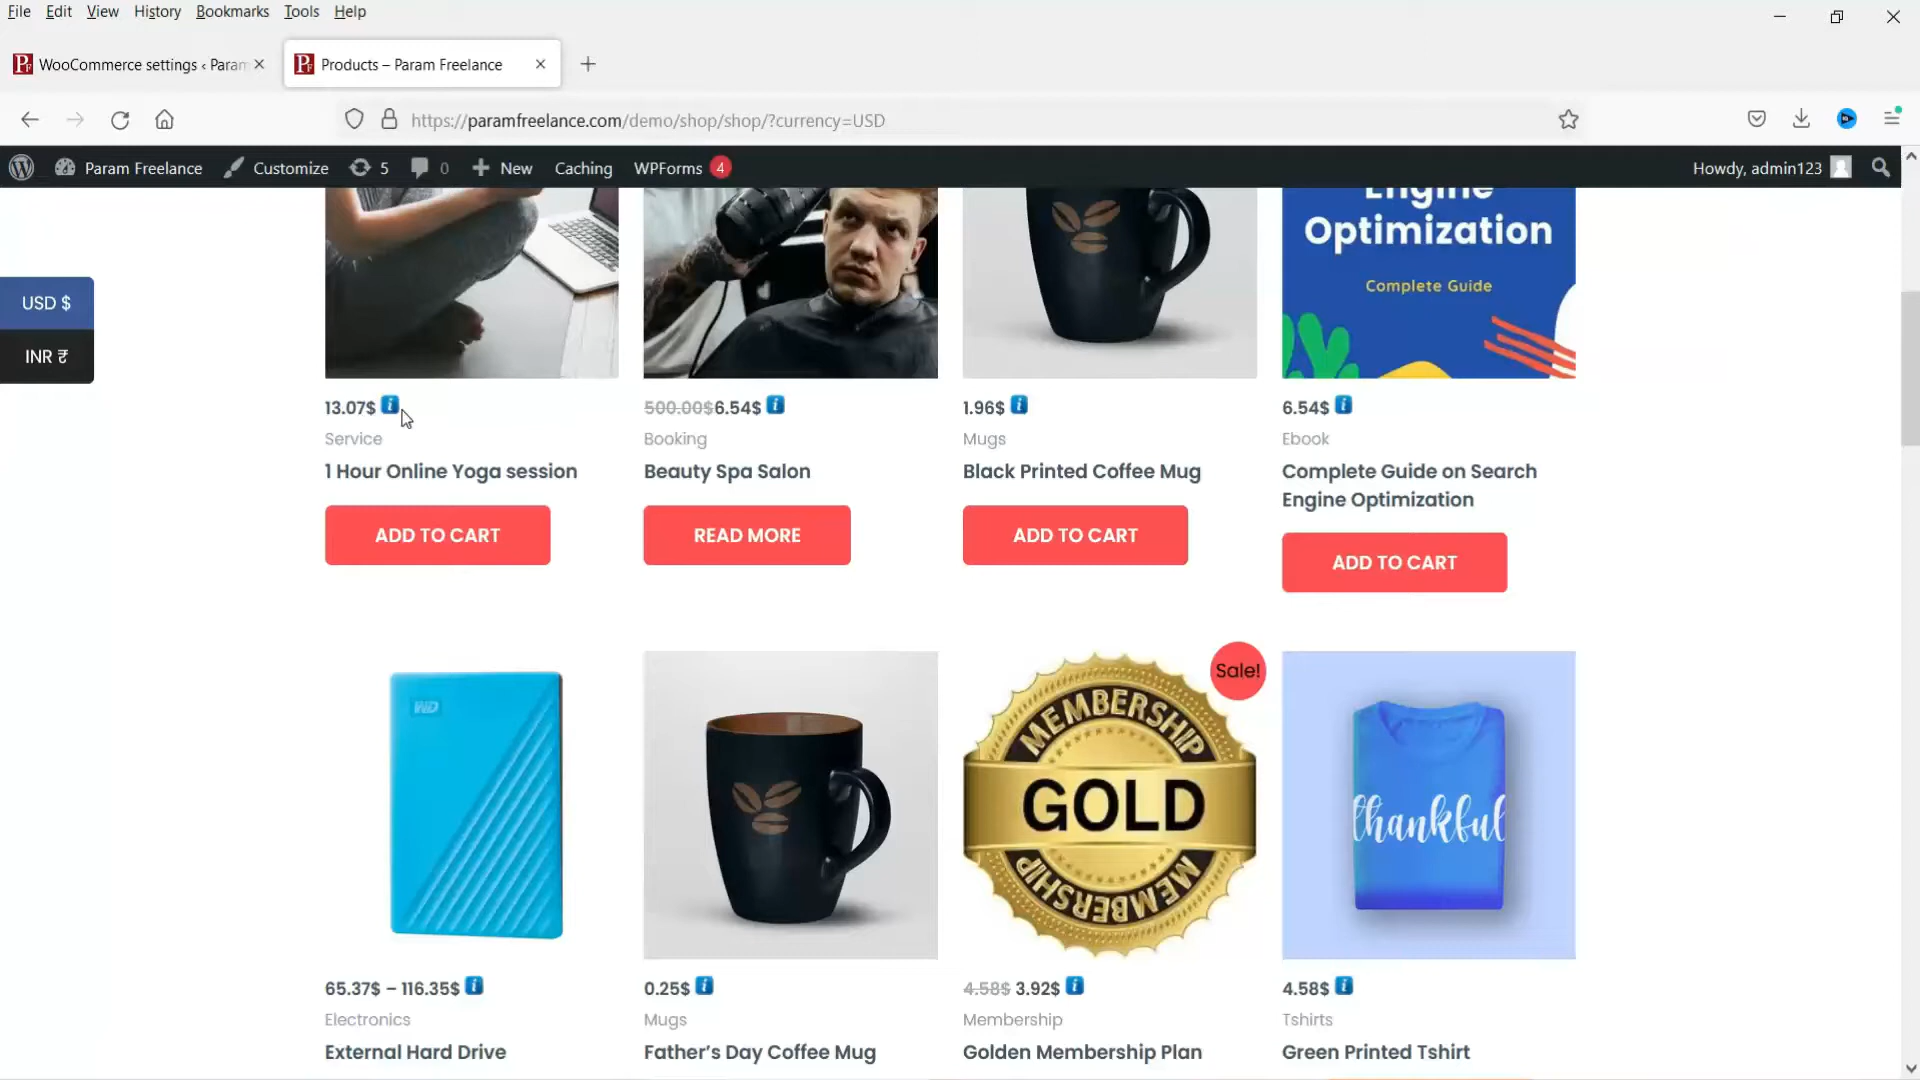 File Edit View History Bookmarks Tools Help
WooCommerce settings ‹ Param
Products – Param Freelance
https://paramfreelance.com/demo/shop/shop/?currency=USD
Param Freelance Customize 5 0 New Caching WPForms 4 Howdy, admin123
USD $
INR ₹
Engine
Optimization
Complete Guide
13.07$
Service
1 Hour Online Yoga session
ADD TO CART
500.00$6.54$
Booking
Beauty Spa Salon
READ MORE
1.96$
Mugs
Black Printed Coffee Mug
ADD TO CART
6.54$
Ebook
Complete Guide on Search
Engine Optimization
ADD TO CART
WD
65.37$ – 116.35$
Electronics
External Hard Drive
0.25$
Mugs
Father’s Day Coffee Mug
Sale!
MEMBERSHIP
GOLD
MEMBERSHIP
4.58$ 3.92$
Membership
Golden Membership Plan
thankful
4.58$
Tshirts
Green Printed Tshirt